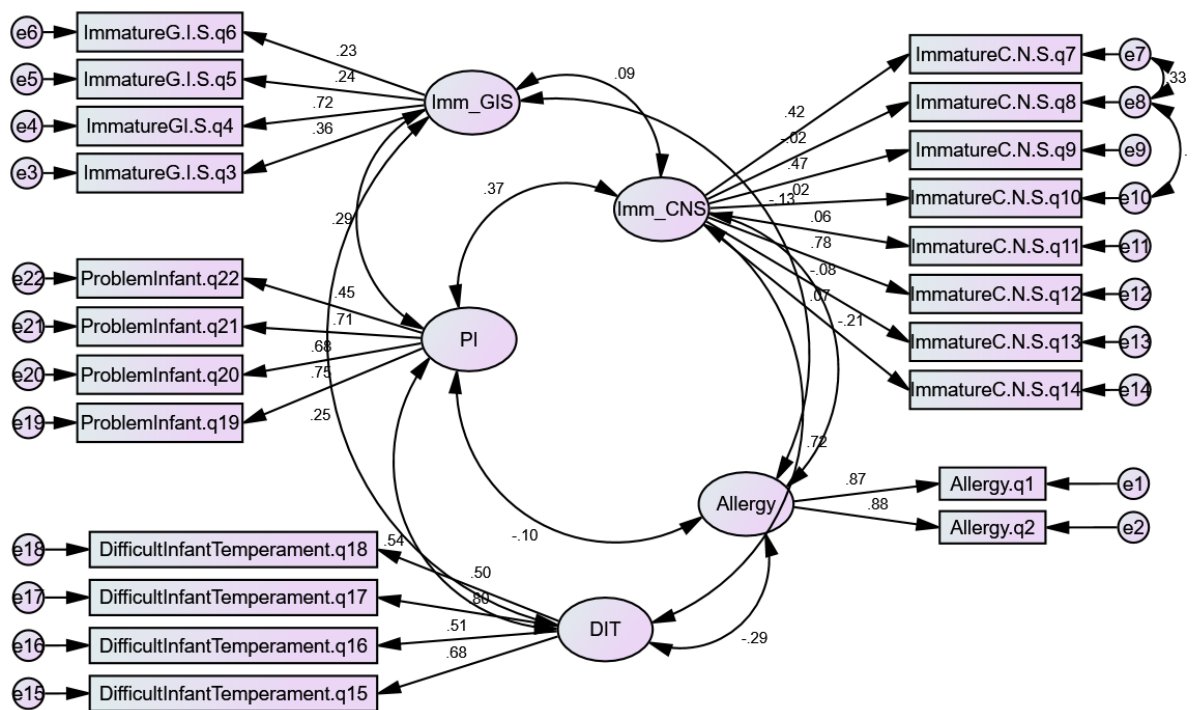 e6
ImmatureG.I.S.q6
e5
ImmatureG.I.S.q5
e4
ImmatureGI.S.q4
e3
ImmatureG.I.S.q3
.23
.24
.72
.36
Imm_GIS
.09
ImmatureC.N.S.q7
e7
.33
ImmatureC.N.S.q8
e8
ImmatureC.N.S.q9
e9
ImmatureC.N.S.q10
e10
ImmatureC.N.S.q11
e11
ImmatureC.N.S.q12
e12
ImmatureC.N.S.q13
e13
ImmatureC.N.S.q14
e14
.42
-.02
.47
.02
-.13
.06
.78
-.08
.07
-.21
Imm_CNS
.37
.29
e22
ProblemInfant.q22
e21
ProblemInfant.q21
e20
ProblemInfant.q20
e19
ProblemInfant.q19
.45
.71
.68
.75
PI
.25
.72
Allergy
.87
.88
Allergy.q1
e1
Allergy.q2
e2
-.10
e18
DifficultInfantTemperament.q18
e17
DifficultInfantTemperament.q17
e16
DifficultInfantTemperament.q16
e15
DifficultInfantTemperament.q15
.54
.50
.80
.51
.68
DIT
-.29